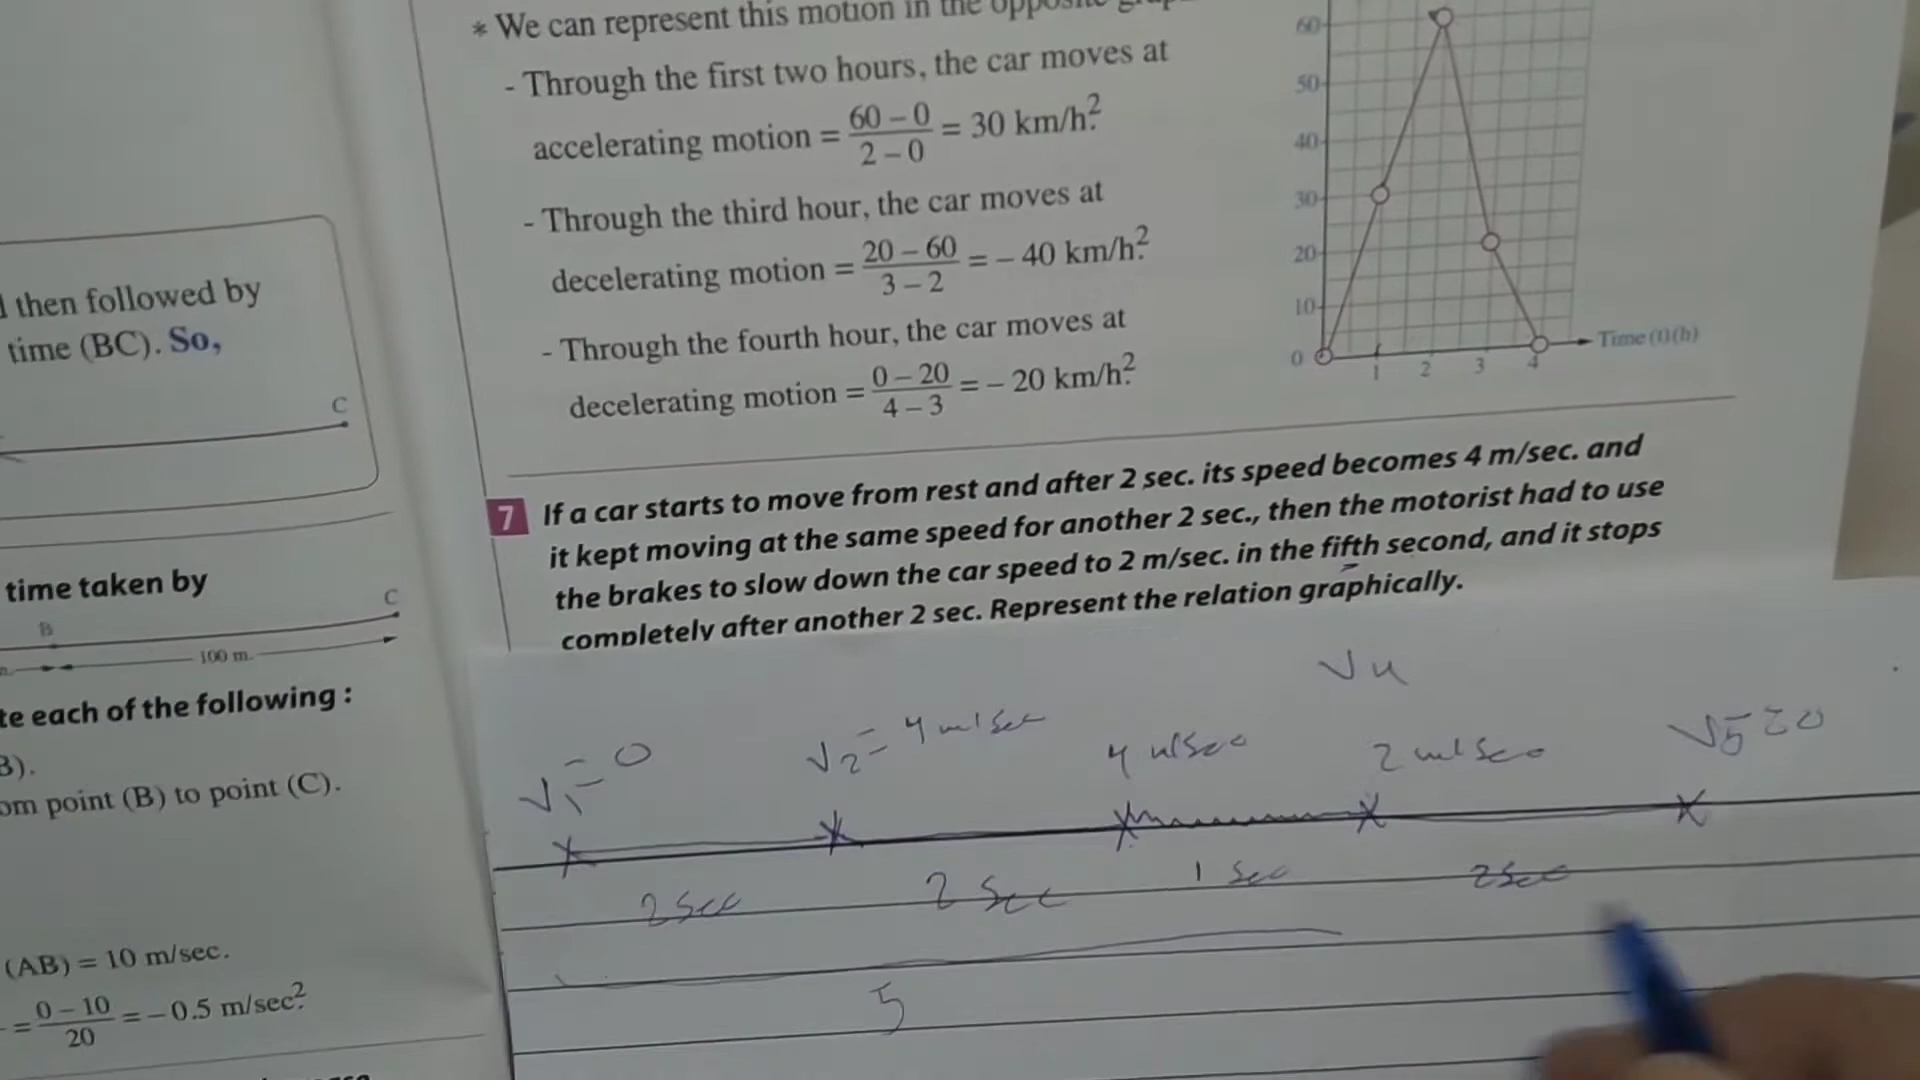 * We can represent this motion in the opposite
- Through the first two hours, the car moves at
accelerating motion = 60 – 0 / 2 – 0 = 30 km/h².
- Through the third hour, the car moves at
decelerating motion = 20 – 60 / 3 – 2 = – 40 km/h².
- Through the fourth hour, the car moves at
decelerating motion = 0 – 20 / 4 – 3 = – 20 km/h².
60
50
40
30
20
10
0
1 2 3 4
Time (t) (h)
then followed by
time (BC). So,
C
time taken by
B C
100 m.
te each of the following :
B).
om point (B) to point (C).
(AB) = 10 m/sec.
= 0 – 10 / 20 = – 0.5 m/sec².
7 If a car starts to move from rest and after 2 sec. its speed becomes 4 m/sec. and
it kept moving at the same speed for another 2 sec., then the motorist had to use
the brakes to slow down the car speed to 2 m/sec. in the fifth second, and it stops
completely after another 2 sec. Represent the relation graphically.
V4
V1 = 0
V2 = 4 m/sec
4 m/sec
2 m/sec
V5 = 0
2 sec
2 sec
1 sec
2 sec
5